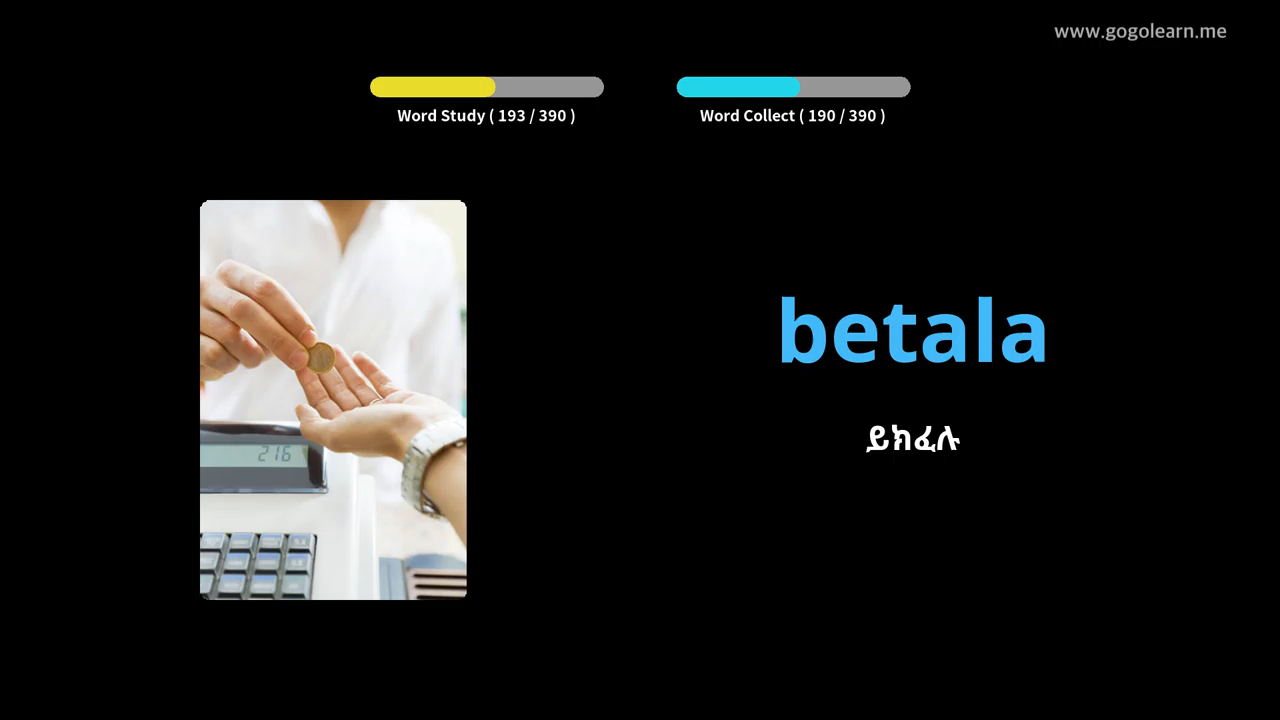 www.gogolearn.me
Word Study ( 193 / 390 )
Word Collect ( 190 / 390 )
betala
ይክፈሉ
216